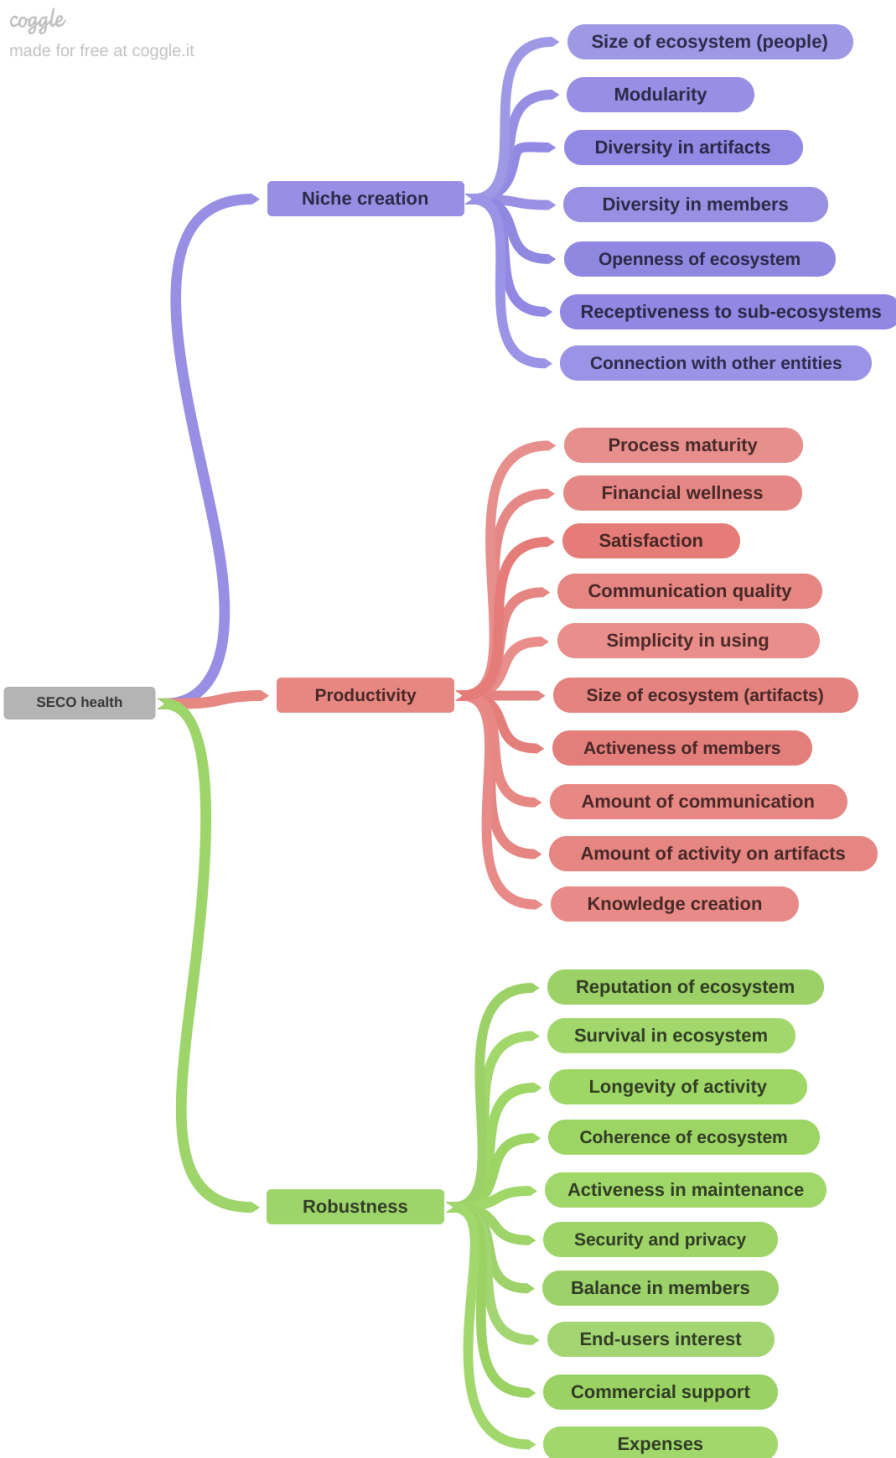 coggle
made for free at coggle.it
Size of ecosystem (people)
Modularity
Diversity in artifacts
Niche creation
Diversity in members
Openness of ecosystem
Receptiveness to sub-ecosystems
Connection with other entities
Process maturity
Financial wellness
Satisfaction
Communication quality
Simplicity in using
SECO health
Productivity
Size of ecosystem (artifacts)
Activeness of members
Amount of communication
Amount of activity on artifacts
Knowledge creation
Reputation of ecosystem
Survival in ecosystem
Longevity of activity
Coherence of ecosystem
Activeness in maintenance
Robustness
Security and privacy
Balance in members
End-users interest
Commercial support
Expenses